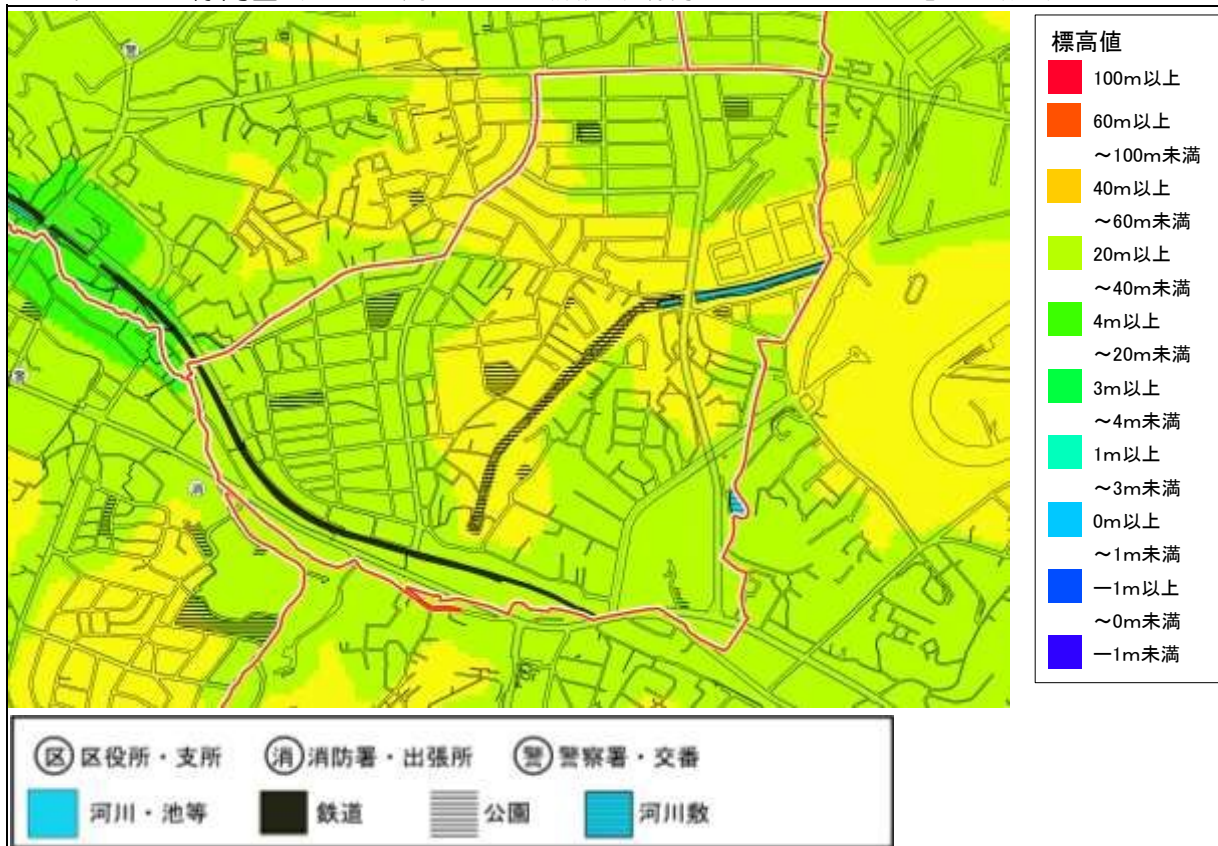 標高値
100m以上
60m以上
～100m未満
40m以上
～60m未満
20m以上
～40m未満
4m以上
～20m未満
3m以上
～4m未満
1m以上
～3m未満
0m以上
～1m未満
－1m以上
～0m未満
－1m未満
警
警
消
区 区役所・支所 消 消防署・出張所 警 警察署・交番
河川・池等 鉄道 公園 河川敷